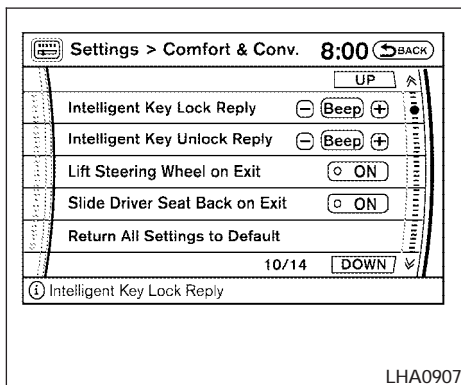 Settings > Comfort & Conv. 8:00 BACK
UP
Intelligent Key Lock Reply − Beep +
Intelligent Key Unlock Reply − Beep +
Lift Steering Wheel on Exit ON
Slide Driver Seat Back on Exit ON
Return All Settings to Default
10/14 DOWN
i Intelligent Key Lock Reply
LHA0907